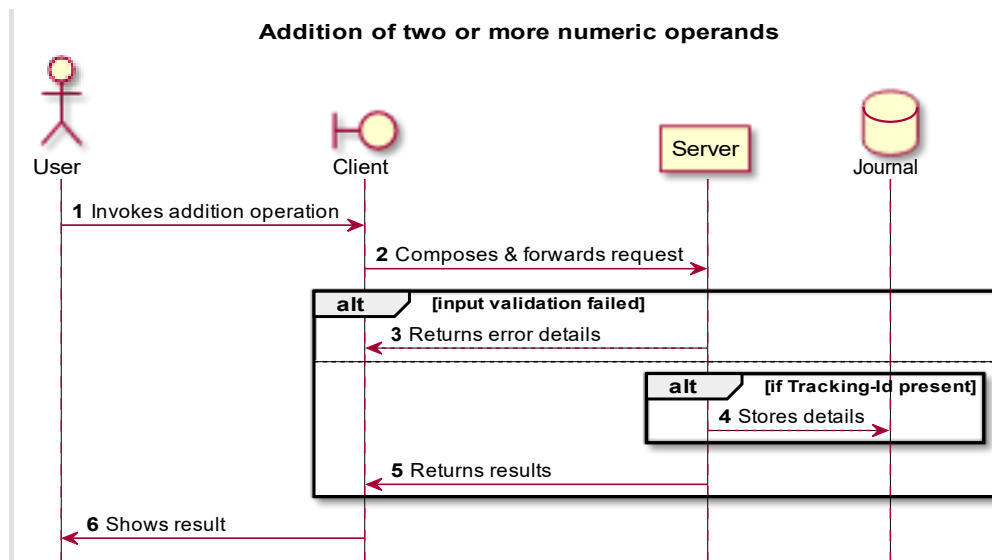 Addition of two or more numeric operands
User
Client
Server
Journal
1 Invokes addition operation
2 Composes & forwards request
alt [input validation failed]
3 Returns error details
alt [if Tracking-Id present]
4 Stores details
5 Returns results
6 Shows result